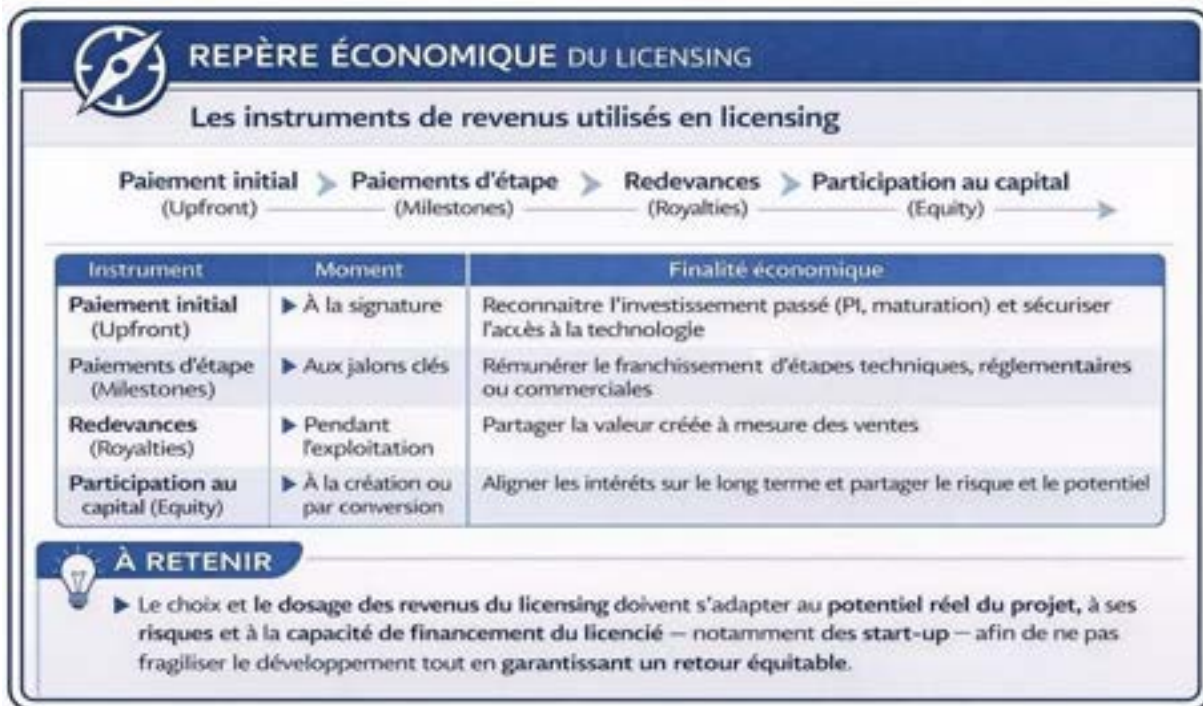 REPÈRE ÉCONOMIQUE DU LICENSING
Les instruments de revenus utilisés en licensing
Paiement initial Paiements d'étape Redevances Participation au capital
(Upfront) (Milestones) (Royalties) (Equity)
Instrument Moment Finalité économique
Paiement initial ▶ À la signature Reconnaitre l'investissement passé (PI, maturation) et sécuriser
(Upfront) l'accès à la technologie
Paiements d'étape ▶ Aux jalons clés Rémunérer le franchissement d'étapes techniques, réglementaires
(Milestones) ou commerciales
Redevances ▶ Pendant Partager la valeur créée à mesure des ventes
(Royalties) l'exploitation
Participation au ▶ À la création ou Aligner les intérêts sur le long terme et partager le risque et le potentiel
capital (Equity) par conversion
À RETENIR
▶ Le choix et le dosage des revenus du licensing doivent s'adapter au potentiel réel du projet, à ses
risques et à la capacité de financement du licencié – notamment des start-up – afin de ne pas
fragiliser le développement tout en garantissant un retour équitable.